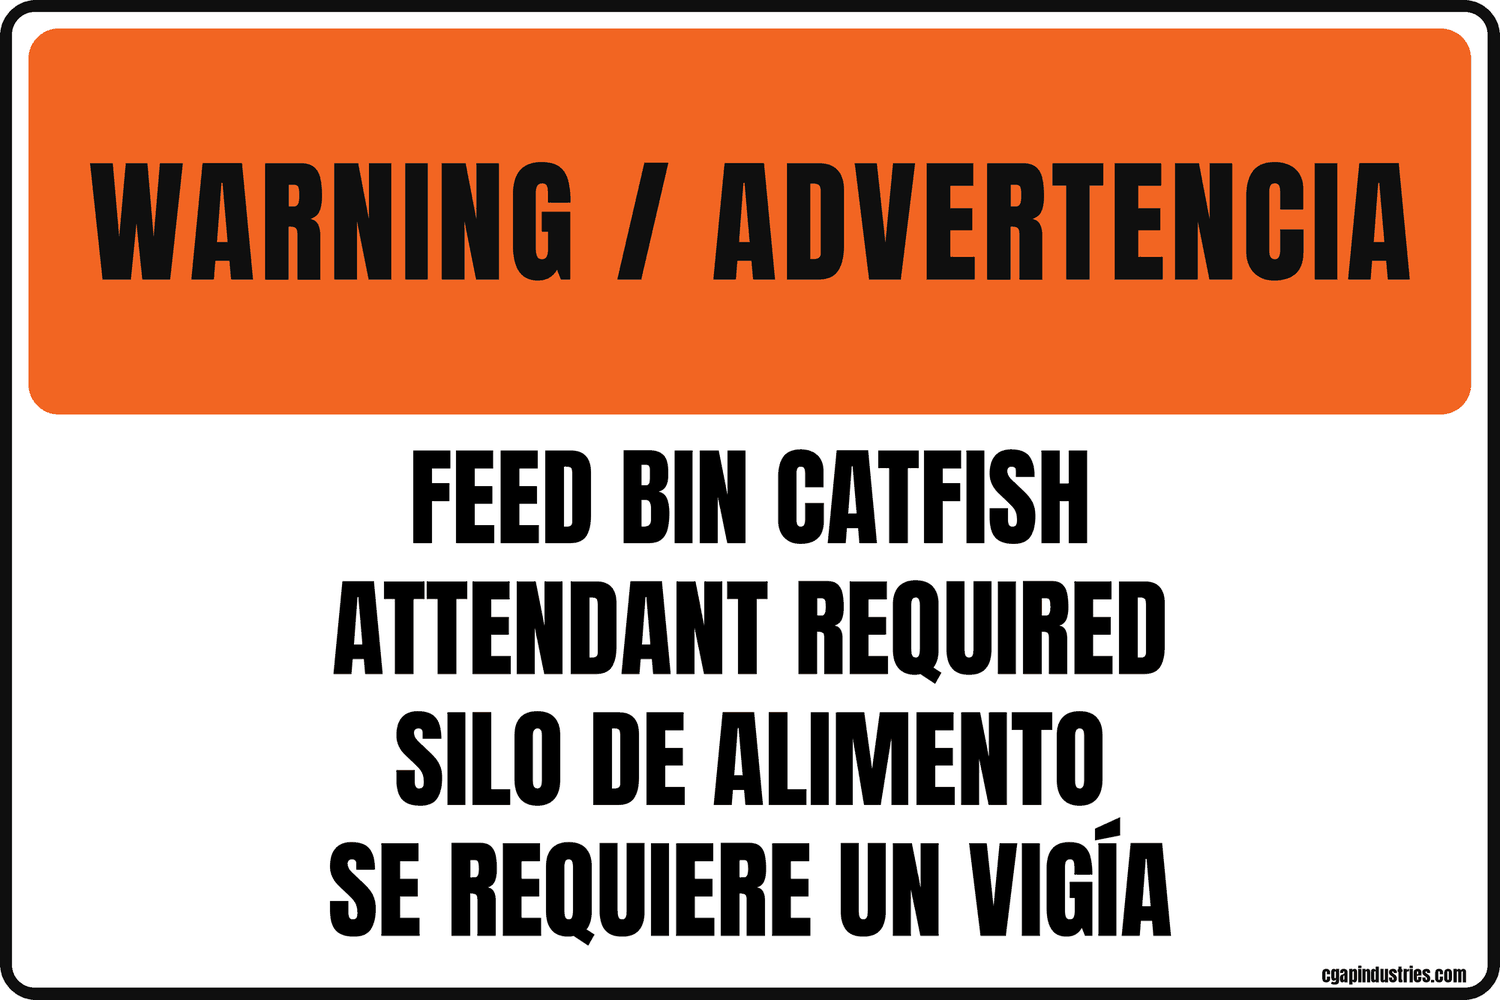 WARNING / ADVERTENCIA
FEED BIN CATFISH
ATTENDANT REQUIRED
SILO DE ALIMENTO
SE REQUIERE UN VIGÍA
cgapindustries.com